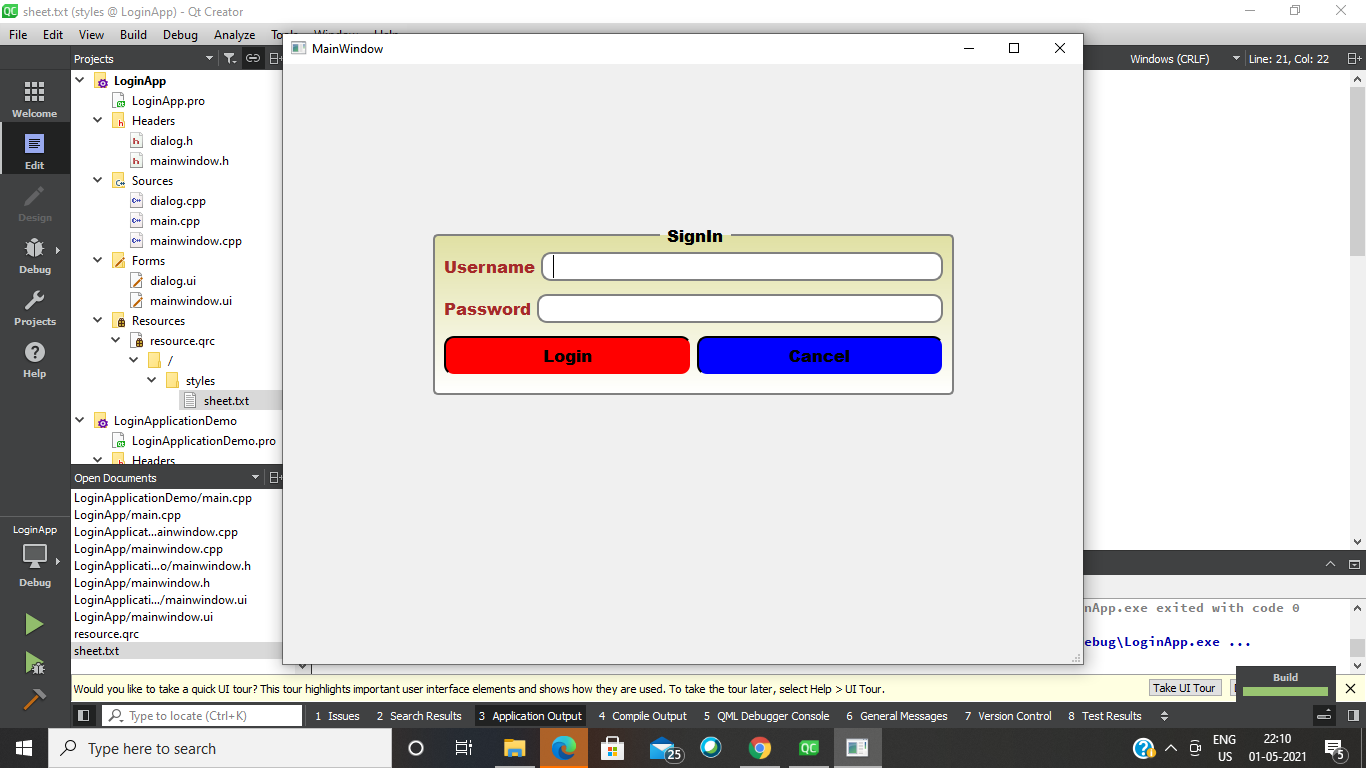 QC sheet.txt (styles @ LoginApp) - Qt Creator
File Edit View Build Debug Analyze
MainWindow
Projects
Windows (CRLF) Line: 21, Col: 22
Welcome
Edit
Design
Debug
Projects
Help
LoginApp
LoginApp.pro
Headers
dialog.h
mainwindow.h
Sources
dialog.cpp
main.cpp
mainwindow.cpp
Forms
dialog.ui
mainwindow.ui
Resources
resource.qrc
/
styles
sheet.txt
LoginApplicationDemo
LoginApplicationDemo.pro
Headers
SignIn
Username
Password
Login Cancel
Open Documents
LoginApplicationDemo/main.cpp
LoginApp/main.cpp
LoginApplicat...ainwindow.cpp
LoginApp/mainwindow.cpp
LoginApplicati...o/mainwindow.h
LoginApp/mainwindow.h
LoginApplicati.../mainwindow.ui
LoginApp/mainwindow.ui
resource.qrc
sheet.txt
LoginApp
Debug
nApp.exe exited with code 0
ebug\LoginApp.exe ...
Would you like to take a quick UI tour? This tour highlights important user interface elements and shows how they are used. To take the tour later, select Help > UI Tour.
Take UI Tour
Build
Type to locate (Ctrl+K)
1 Issues 2 Search Results 3 Application Output 4 Compile Output 5 QML Debugger Console 6 General Messages 7 Version Control 8 Test Results
Type here to search
25
QC
ENG
US
22:10
01-05-2021
5